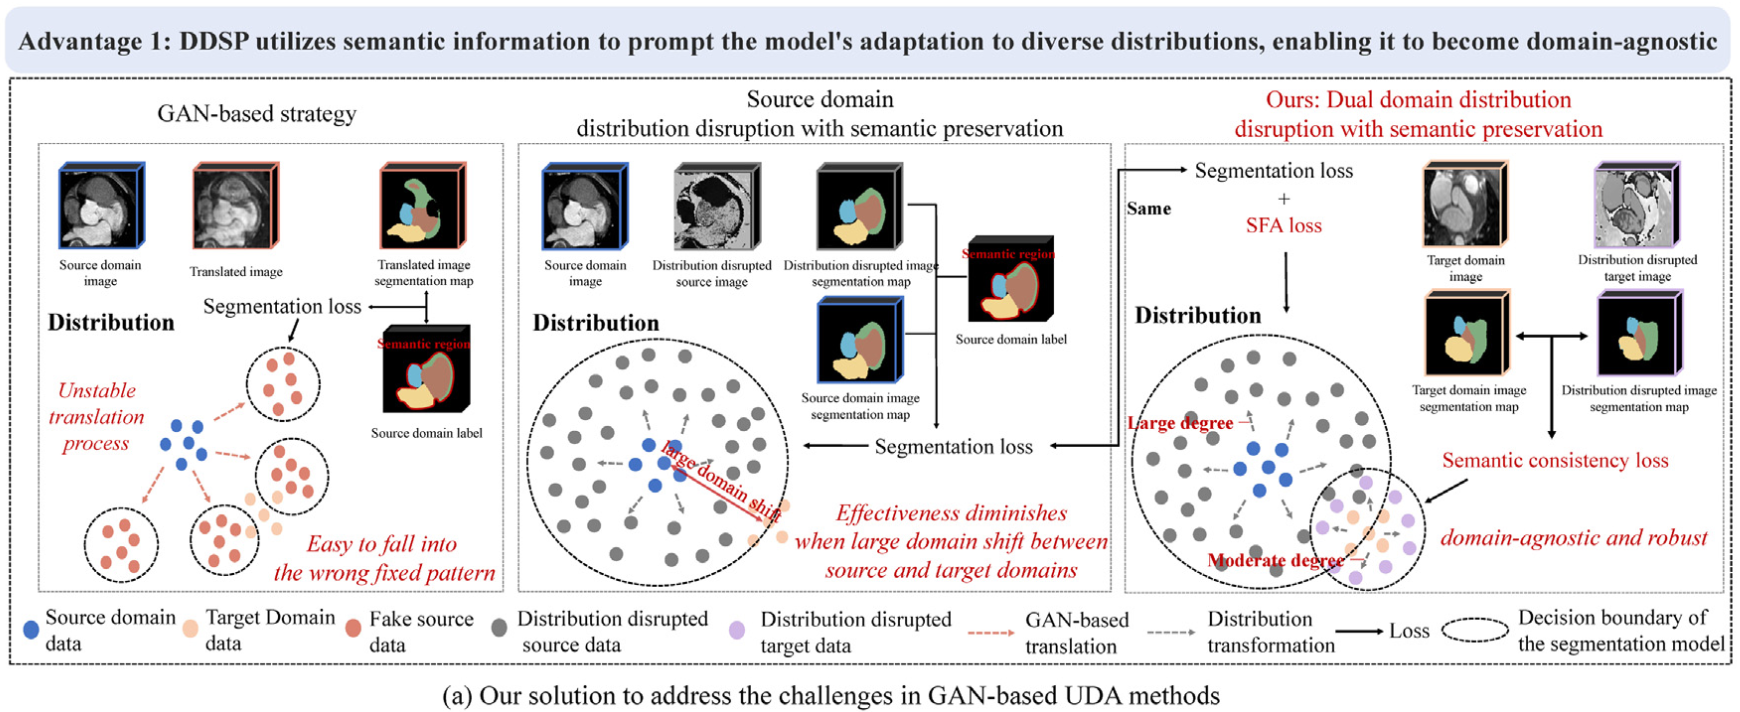 Advantage 1: DDSP utilizes semantic information to prompt the model's adaptation to diverse distributions, enabling it to become domain-agnostic
GAN-based strategy
Source domain image
Translated image
Translated image
segmentation map
Segmentation loss
Distribution
Semantic region
Source domain label
Unstable
translation
process
Easy to fall into
the wrong fixed pattern
Source domain
distribution disruption with semantic preservation
Source domain
image
Distribution disrupted
source image
Distribution disrupted image
segmentation map
Semantic region
Source domain label
Distribution
Source domain image
segmentation map
Segmentation loss
large domain shift
Effectiveness diminishes
when large domain shift between
source and target domains
Ours: Dual domain distribution
disruption with semantic preservation
Segmentation loss
+
SFA loss
Same
Target domain
image
Distribution disrupted
target image
Distribution
Target domain image
segmentation map
Distribution disrupted image
segmentation map
Large degree
Semantic consistency loss
Moderate degree
domain-agnostic and robust
Source domain
data
Target Domain
data
Fake source
data
Distribution disrupted
source data
Distribution disrupted
target data
GAN-based
translation
Distribution
transformation
Loss
Decision boundary of
the segmentation model
(a) Our solution to address the challenges in GAN-based UDA methods